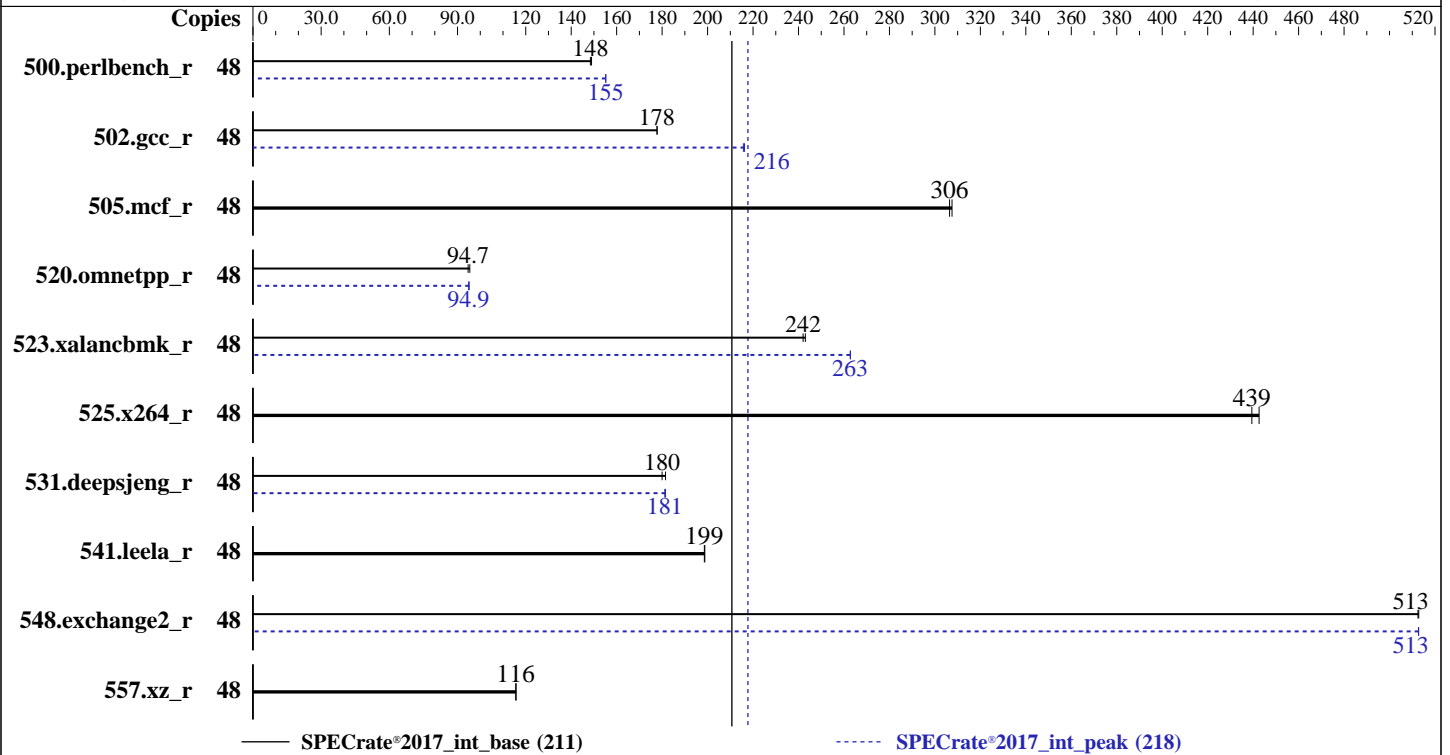 Copies 0 30.0 60.0 90.0 120 140 160 180 200 220 240 260 280 300 320 340 360 380 400 420 440 460 480 520
148
500.perlbench_r 48
155
178
502.gcc_r 48
216
306
505.mcf_r 48
94.7
520.omnetpp_r 48
94.9
242
523.xalancbmk_r 48
263
439
525.x264_r 48
180
531.deepsjeng_r 48
181
199
541.leela_r 48
513
548.exchange2_r 48
513
116
557.xz_r 48
SPECrate®2017_int_base (211) SPECrate®2017_int_peak (218)